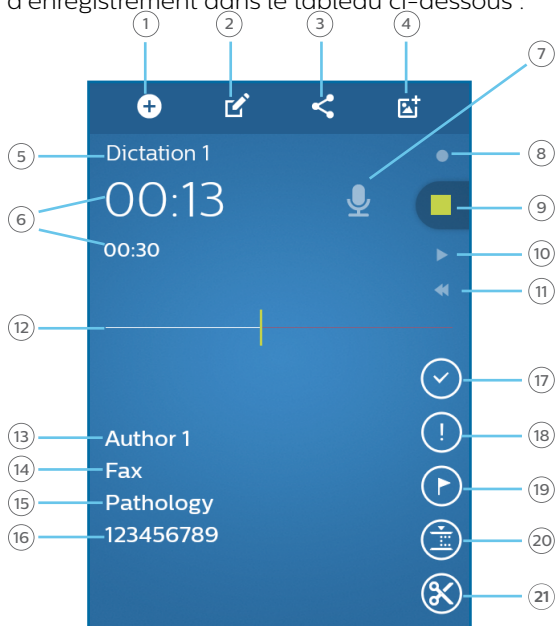 d'enregistrement dans le tableau ci-dessous :
1 2 3 4
7
5 Dictation 1 8
6 00:13 9
00:30 10
11
12
17
13 Author 1 18
14 Fax
15 Pathology 19
16 123456789 20
21